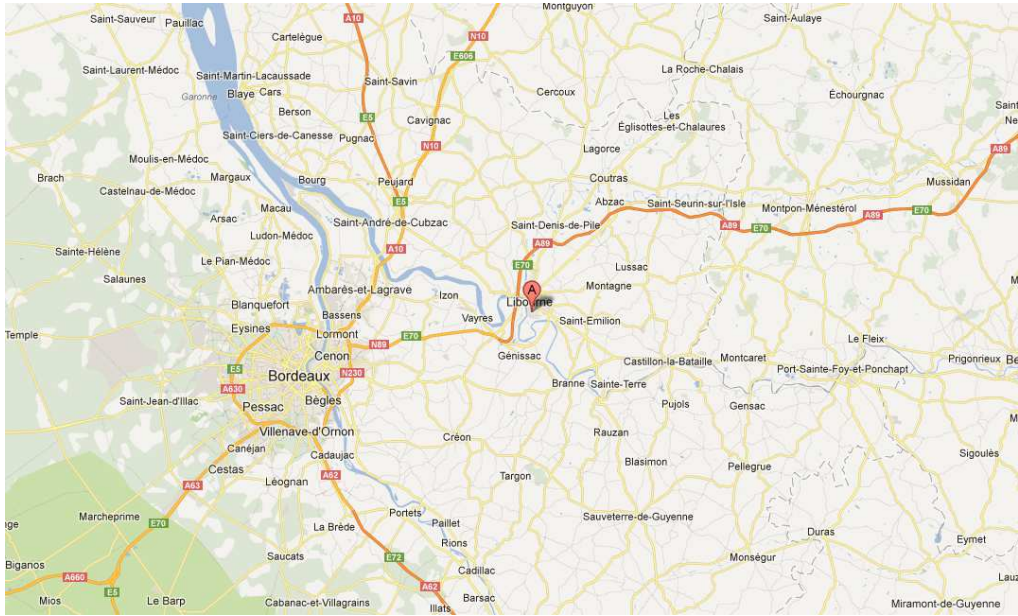 Montguyon
Saint-Sauveur
Pauillac
A10
N10
Saint-Aulaye
Cartelègue
E606
Saint-Laurent-Médoc
Saint-Martin-Lacaussade
Saint-Savin
La Roche-Chalais
Garonne
Blaye
Cars
Cercoux
Échourgnac
Berson
E5
Cavignac
Les Églisottes-et-Chalaures
Saint-Ciers-de-Canesse
Pugnac
N10
Lagorce
A89
Moulis-en-Médoc
Brach
Margaux
Bourg
Peujard
Coutras
Mussidan
Castelnau-de-Médoc
E5
Abzac
Saint-Seurin-sur-l'Isle
Montpon-Ménestérol
A89
E70
Arsac
Macau
Saint-André-de-Cubzac
Saint-Denis-de-Pile
A89
E70
Ludon-Médoc
A10
A89
Sainte-Hélène
Le Pian-Médoc
E70
Lussac
Salaunes
Ambarès-et-Lagrave
Izon
A
Montagne
Blanquefort
Libourne
Bassens
Vayres
Saint-Emilion
Temple
Eysines
Lormont
E70
Le Fleix
N89
Cenon
Génissac
Castillon-la-Bataille
Montcaret
Prigonrieux
Be
E5
Bordeaux
N230
Port-Sainte-Foy-et-Ponchapt
A630
Branne
Sainte-Terre
Saint-Jean-d'Illac
Pessac
Bègles
Pujols
Gensac
Villenave-d'Ornon
Créon
Rauzan
Canéjan
Cadaujac
Sigoulès
Cestas
A62
Targon
Blasimon
Pellegrue
A63
Léognan
Marcheprime
Portets
Paillet
Sauveterre-de-Guyenne
E70
La Brède
Duras
Rions
Eymet
Saucats
E72
Monségur
Biganos
Cadillac
A660
A62
Lauz
E5
Barsac
Mios
Le Barp
Cabanac-et-Villagrains
Illats
Miramont-de-Guyenne